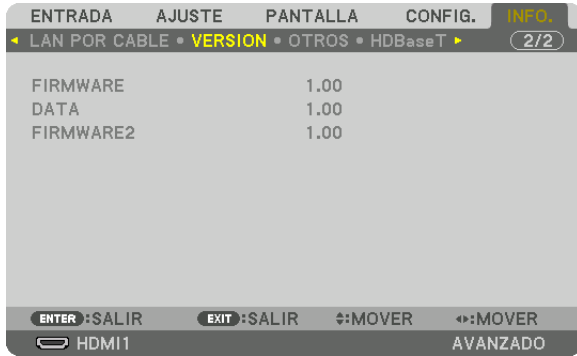 ENTRADA AJUSTE PANTALLA CONFIG. INFO.
LAN POR CABLE • VERSION • OTROS • HDBaseT 2/2
FIRMWARE 1.00
DATA 1.00
FIRMWARE2 1.00
ENTER :SALIR EXIT :SALIR :MOVER :MOVER
HDMI1 AVANZADO